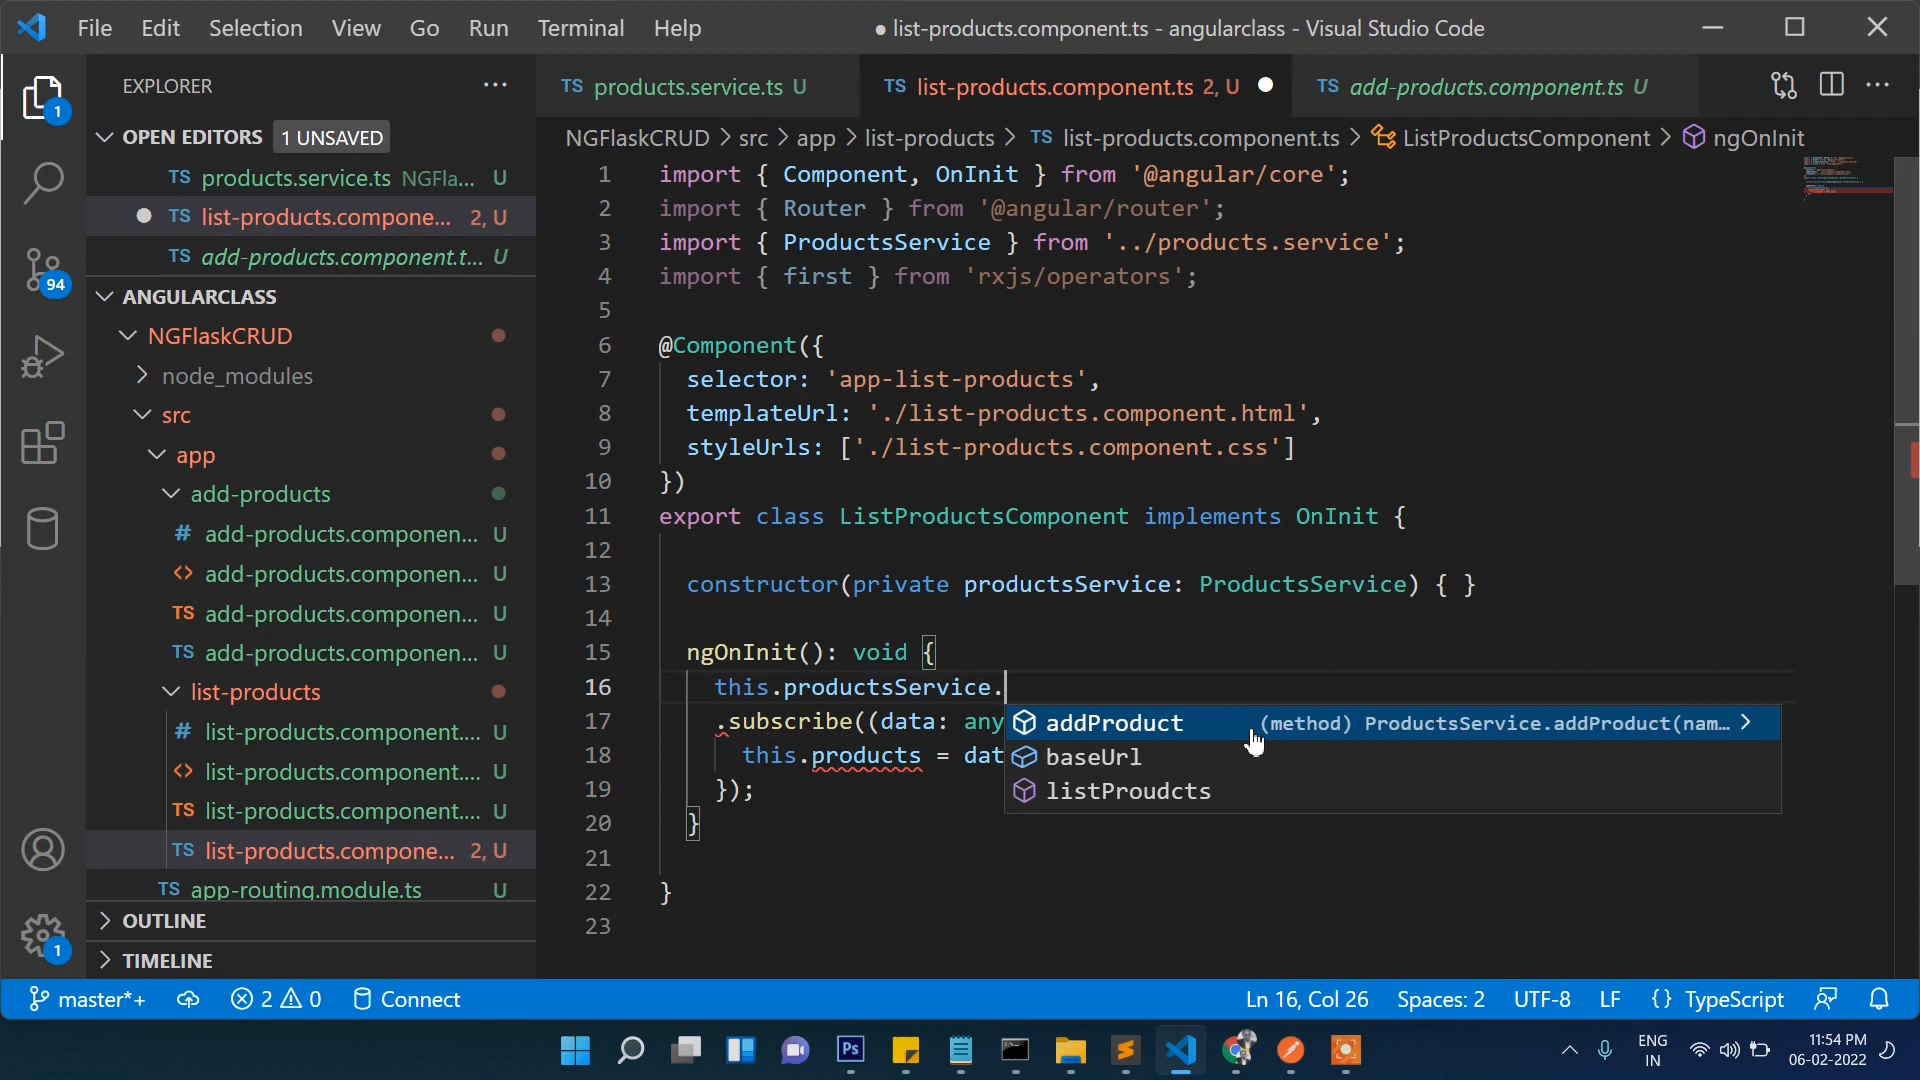 File Edit Selection View Go Run Terminal Help ● list-products.component.ts - angularclass - Visual Studio Code
EXPLORER ···
OPEN EDITORS 1 UNSAVED
TS products.service.ts NGFla... U
● TS list-products.compone... 2, U
TS add-products.component.t... U
ANGULARCLASS
NGFlaskCRUD
node_modules
src
app
add-products
# add-products.componen... U
<> add-products.componen... U
TS add-products.componen... U
TS add-products.componen... U
list-products
# list-products.component.... U
<> list-products.component.... U
TS list-products.component.... U
TS list-products.compone... 2, U
TS app-routing.module.ts U
OUTLINE
TIMELINE
1
94
1
TS products.service.ts U TS list-products.component.ts 2, U ● TS add-products.component.ts U ···
NGFlaskCRUD > src > app > list-products > TS list-products.component.ts > ListProductsComponent > ngOnInit
1 import { Component, OnInit } from '@angular/core';
2 import { Router } from '@angular/router';
3 import { ProductsService } from '../products.service';
4 import { first } from 'rxjs/operators';
5
6 @Component({
7 selector: 'app-list-products',
8 templateUrl: './list-products.component.html',
9 styleUrls: ['./list-products.component.css']
10 })
11 export class ListProductsComponent implements OnInit {
12
13 constructor(private productsService: ProductsService) { }
14
15 ngOnInit(): void {
16 this.productsService.
17 .subscribe((data: any
18 this.products = dat
19 });
20 }
21
22 }
23
addProduct (method) ProductsService.addProduct(nam… >
baseUrl
listProudcts
master*+ 2 0 Connect Ln 16, Col 26 Spaces: 2 UTF-8 LF {} TypeScript
Ps
ENG
IN
11:54 PM
06-02-2022